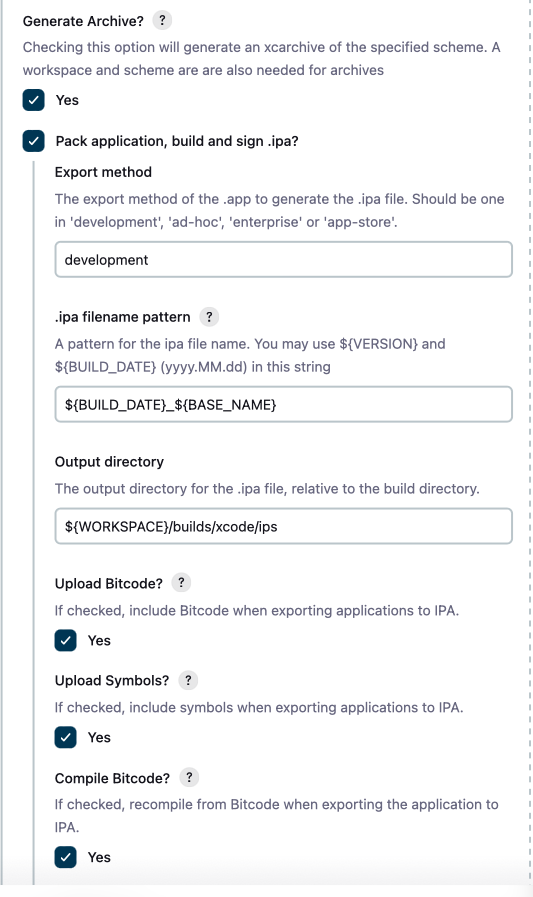 Generate Archive? ?
Checking this option will generate an xcarchive of the specified scheme. A
workspace and scheme are are also needed for archives
Yes
Pack application, build and sign .ipa?
Export method
The export method of the .app to generate the .ipa file. Should be one
in 'development', 'ad-hoc', 'enterprise' or 'app-store'.
development
.ipa filename pattern ?
A pattern for the ipa file name. You may use ${VERSION} and
${BUILD_DATE} (yyyy.MM.dd) in this string
${BUILD_DATE}_${BASE_NAME}
Output directory
The output directory for the .ipa file, relative to the build directory.
${WORKSPACE}/builds/xcode/ips
Upload Bitcode? ?
If checked, include Bitcode when exporting applications to IPA.
Yes
Upload Symbols? ?
If checked, include symbols when exporting applications to IPA.
Yes
Compile Bitcode? ?
If checked, recompile from Bitcode when exporting the application to
IPA.
Yes